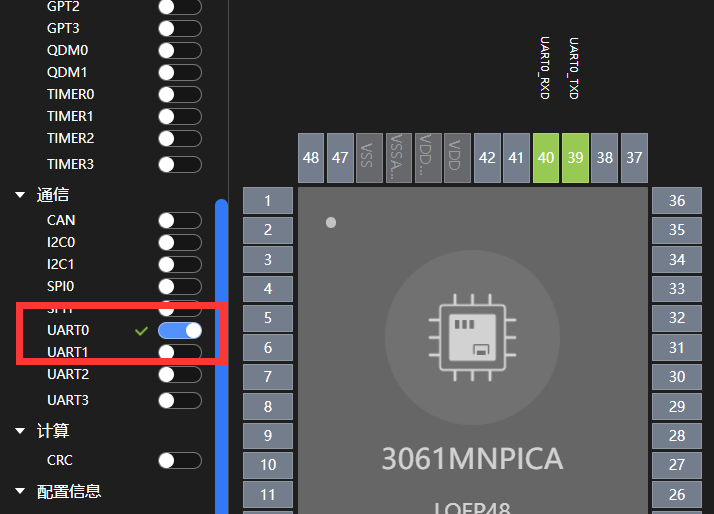 GPT2
GPT3
QDM0
QDM1
TIMER0
TIMER1
TIMER2
TIMER3
通信
CAN
I2C0
I2C1
SPI0
SPI1
UART0
UART1
UART2
UART3
计算
CRC
配置信息
UART0_RXD
UART0_TXD
48
47
VSS
VSSA...
VDD...
VDD
42
41
40
39
38
37
1
2
3
4
5
6
7
8
9
10
11
36
35
34
33
32
31
30
29
28
27
26
3061MNPICA
LQFP48